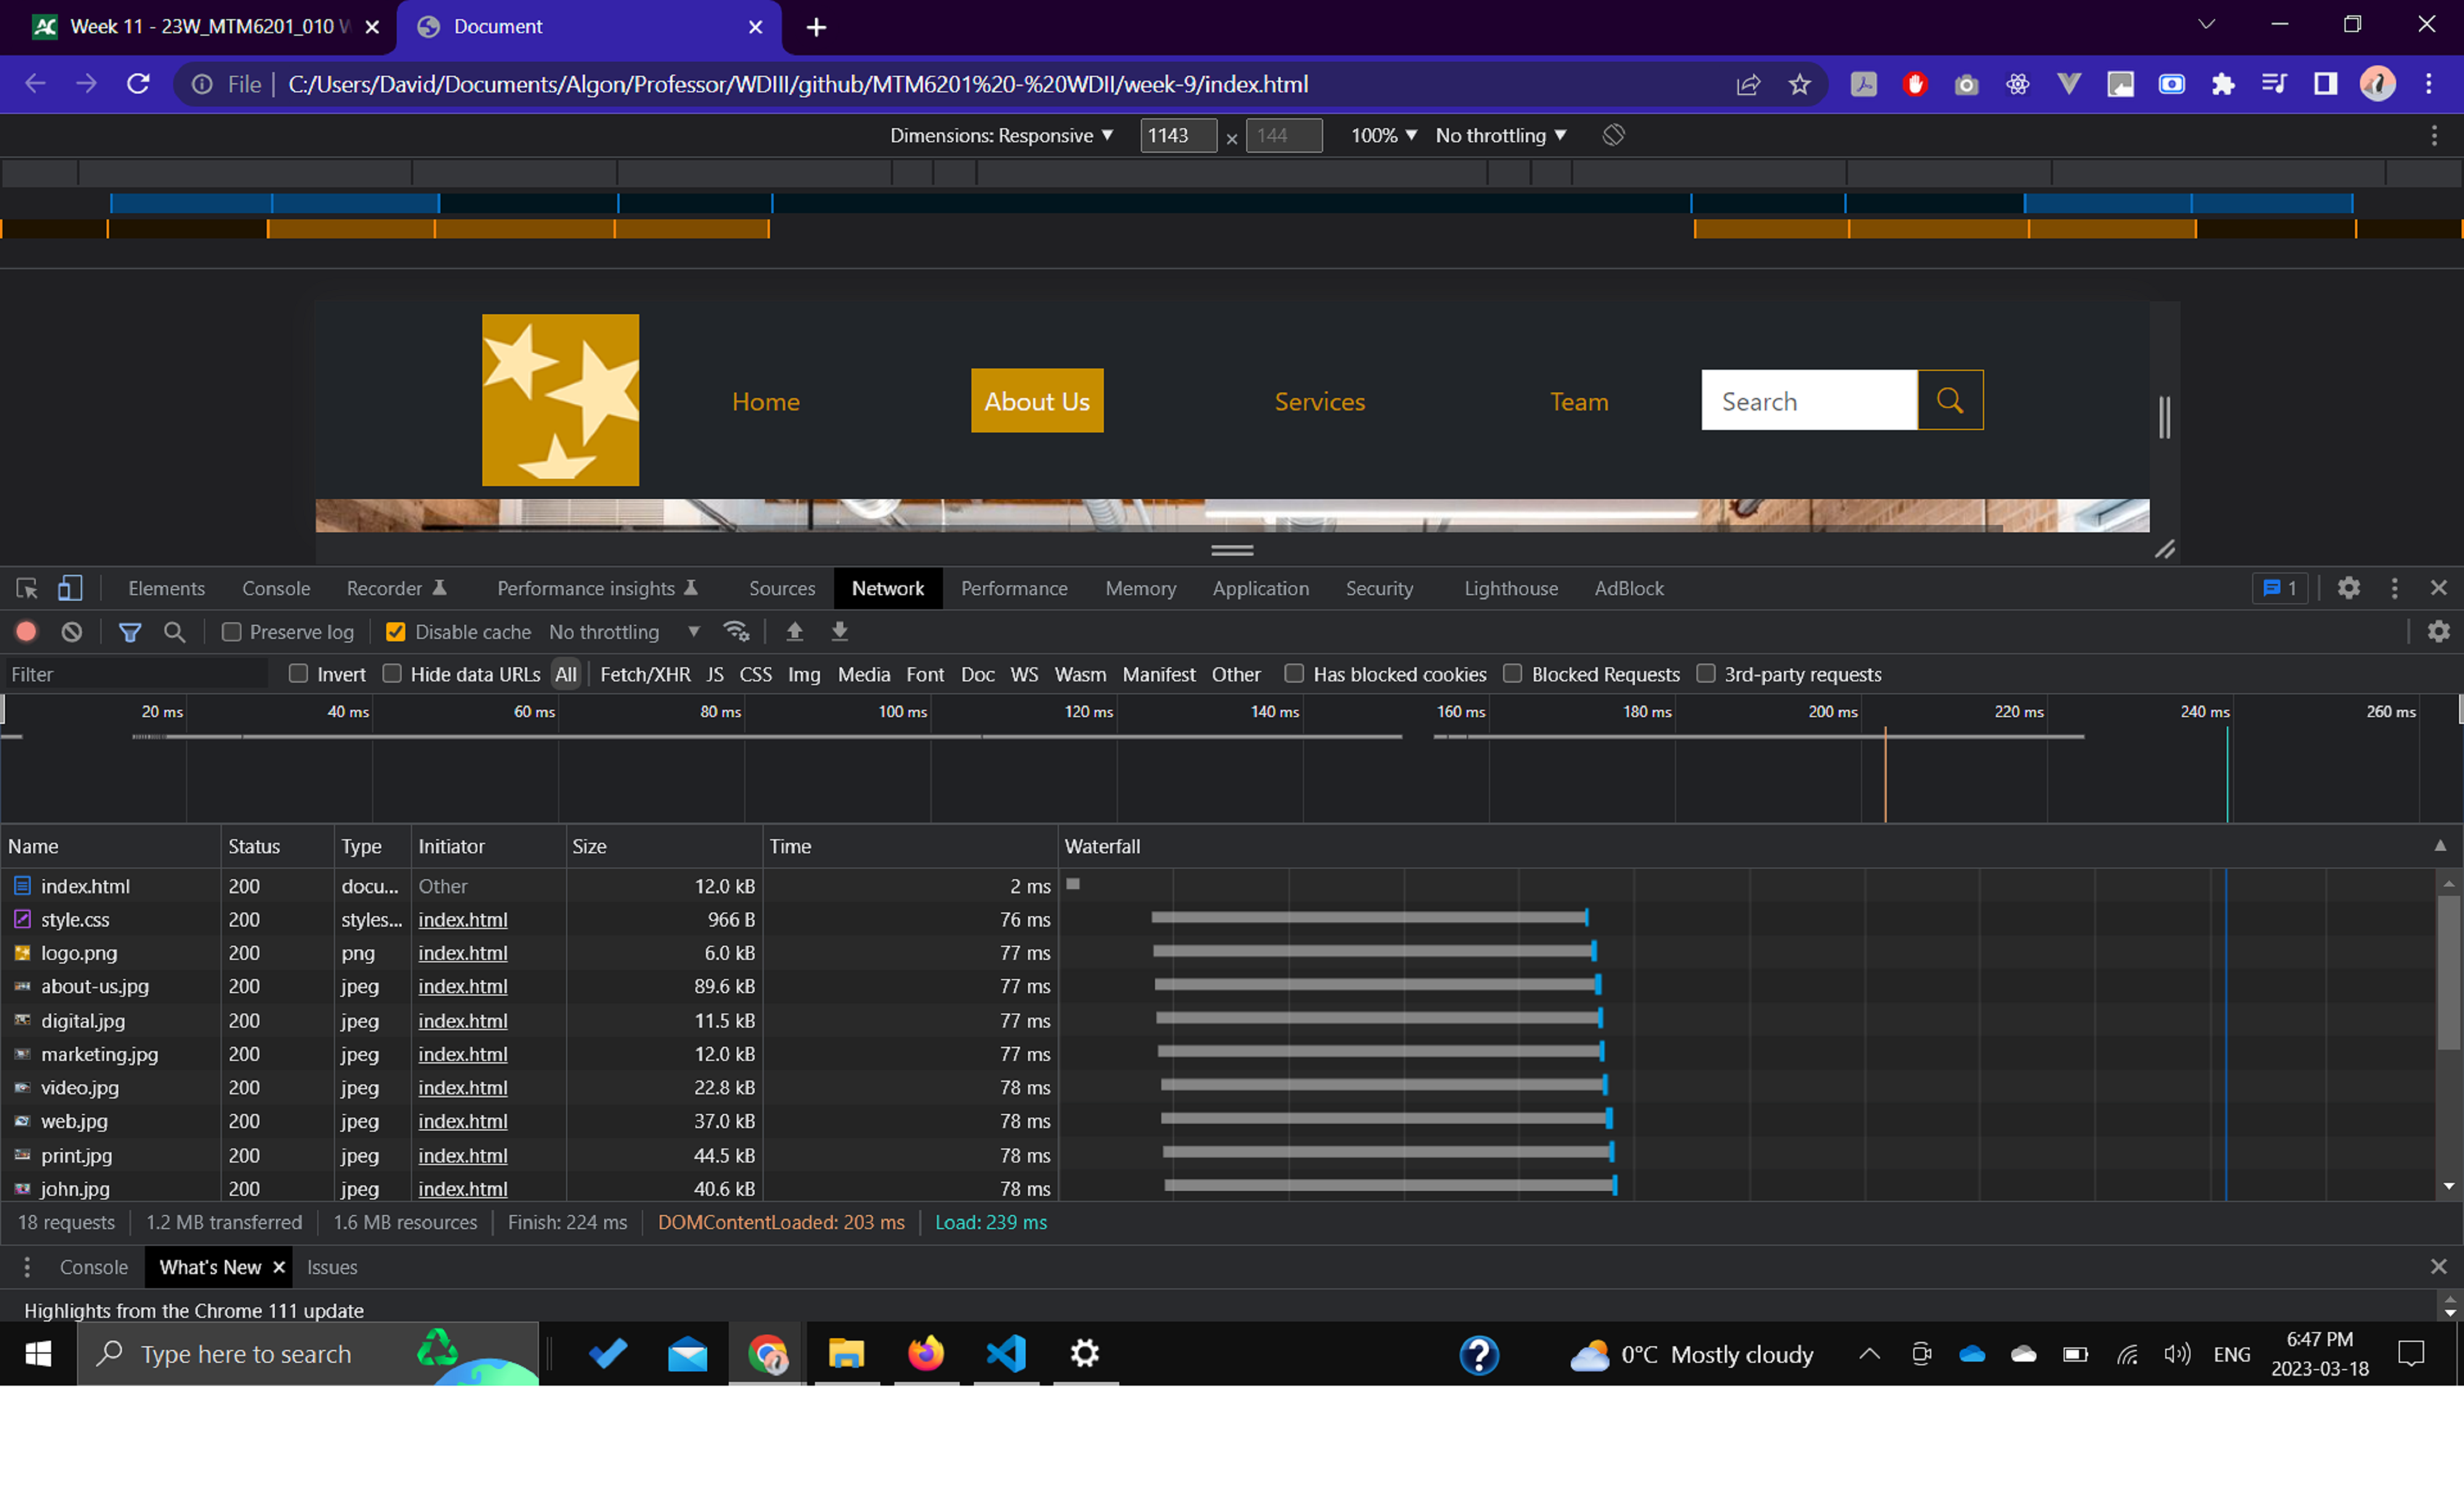 Week 11 - 23W_MTM6201_010 W
Document
File
C:/Users/David/Documents/Algon/Professor/WDIII/github/MTM6201%20-%20WDII/week-9/index.html
Dimensions: Responsive 1143 × 144 100% No throttling
Home About Us Services Team Search
Elements Console Recorder Performance insights Sources Network Performance Memory Application Security Lighthouse AdBlock 1
Preserve log Disable cache No throttling
Filter Invert Hide data URLs All Fetch/XHR JS CSS Img Media Font Doc WS Wasm Manifest Other Has blocked cookies Blocked Requests 3rd-party requests
20 ms 40 ms 60 ms 80 ms 100 ms 120 ms 140 ms 160 ms 180 ms 200 ms 220 ms 240 ms 260 ms
Name Status Type Initiator Size Time Waterfall
index.html 200 docu... Other 12.0 kB 2 ms
style.css 200 styles... index.html 966 B 76 ms
logo.png 200 png index.html 6.0 kB 77 ms
about-us.jpg 200 jpeg index.html 89.6 kB 77 ms
digital.jpg 200 jpeg index.html 11.5 kB 77 ms
marketing.jpg 200 jpeg index.html 12.0 kB 77 ms
video.jpg 200 jpeg index.html 22.8 kB 78 ms
web.jpg 200 jpeg index.html 37.0 kB 78 ms
print.jpg 200 jpeg index.html 44.5 kB 78 ms
john.jpg 200 jpeg index.html 40.6 kB 78 ms
18 requests 1.2 MB transferred 1.6 MB resources Finish: 224 ms DOMContentLoaded: 203 ms Load: 239 ms
Console What's New Issues
Highlights from the Chrome 111 update
Type here to search 0°C Mostly cloudy ENG 6:47 PM
2023-03-18